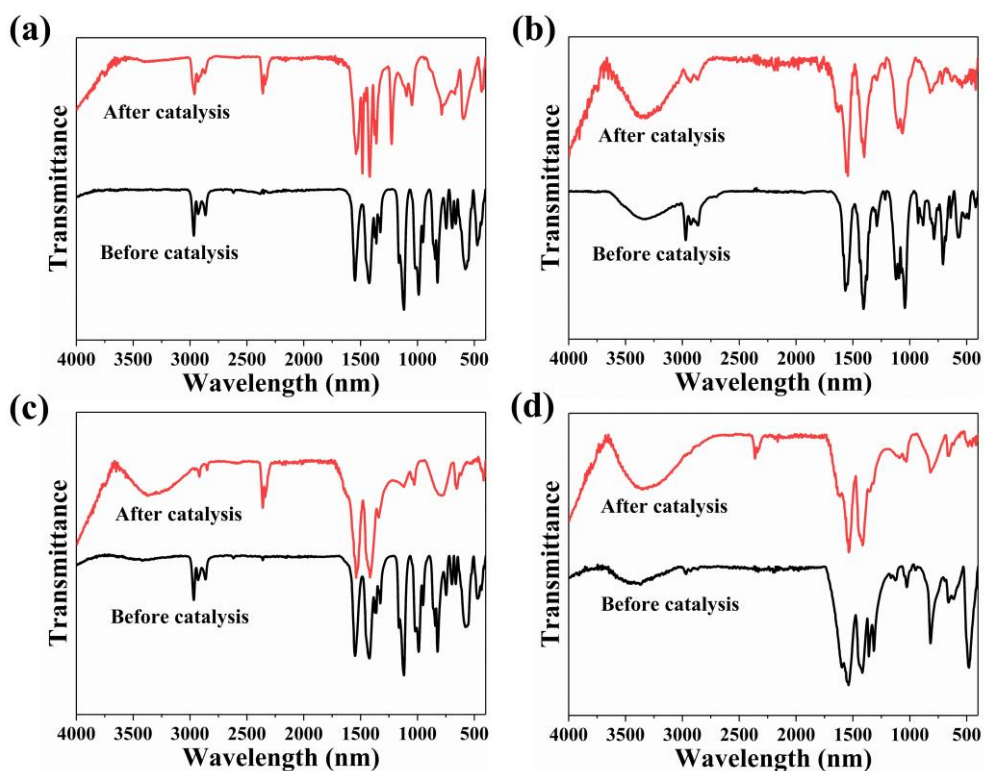 (a)
Transmittance
After catalysis
Before catalysis
4000 3500 3000 2500 2000 1500 1000 500
Wavelength (nm)
(b)
Transmittance
After catalysis
Before catalysis
4000 3500 3000 2500 2000 1500 1000 500
Wavelength (nm)
(c)
Transmittance
After catalysis
Before catalysis
4000 3500 3000 2500 2000 1500 1000 500
Wavelength (nm)
(d)
Transmittance
After catalysis
Before catalysis
4000 3500 3000 2500 2000 1500 1000 500
Wavelength (nm)